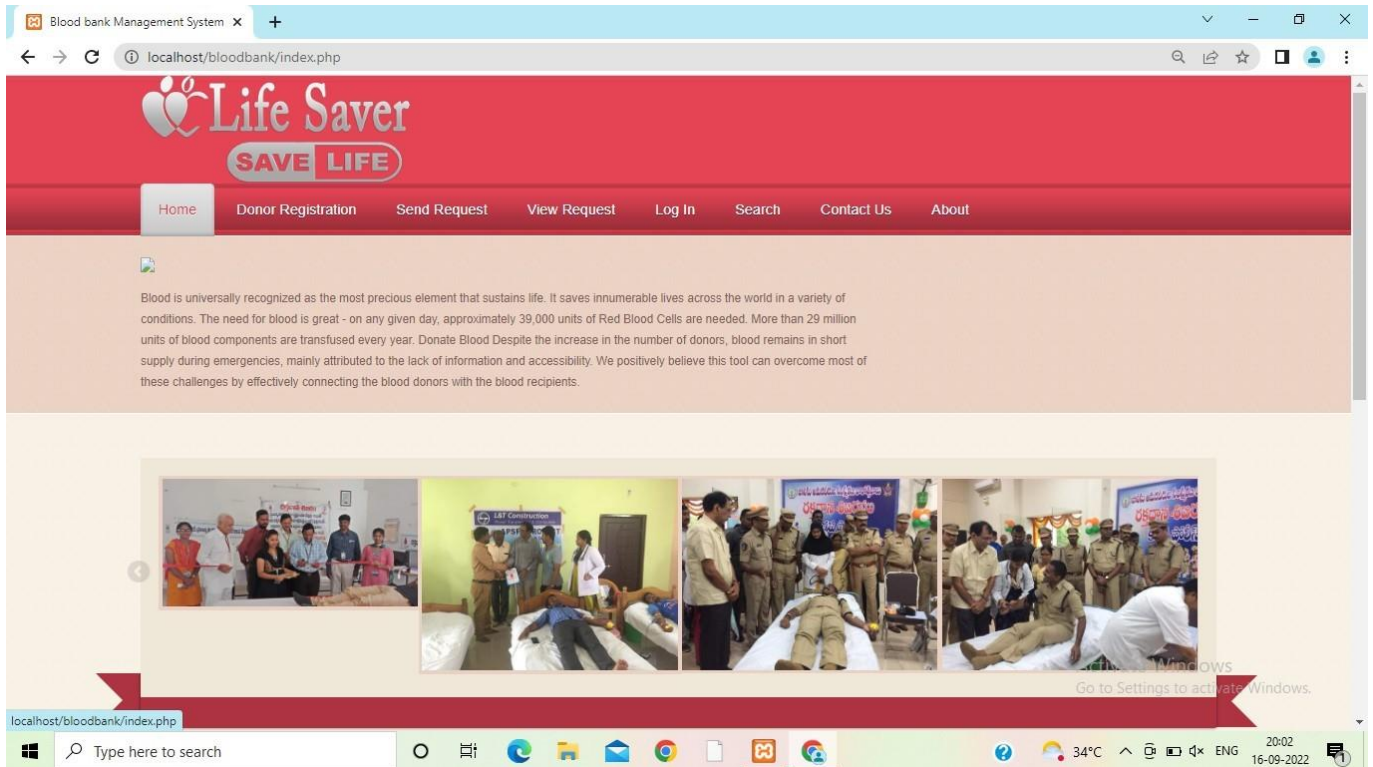 Blood bank Management System
localhost/bloodbank/index.php
Life Saver
SAVE LIFE
Home Donor Registration Send Request View Request Log In Search Contact Us About
Blood is universally recognized as the most precious element that sustains life. It saves innumerable lives across the world in a variety of
conditions. The need for blood is great - on any given day, approximately 39,000 units of Red Blood Cells are needed. More than 29 million
units of blood components are transfused every year. Donate Blood Despite the increase in the number of donors, blood remains in short
supply during emergencies, mainly attributed to the lack of information and accessibility. We positively believe this tool can overcome most of
these challenges by effectively connecting the blood donors with the blood recipients.
L&T Construction
Go to Settings to activate Windows.
localhost/bloodbank/index.php
Type here to search
34°C ENG 20:02
16-09-2022
1